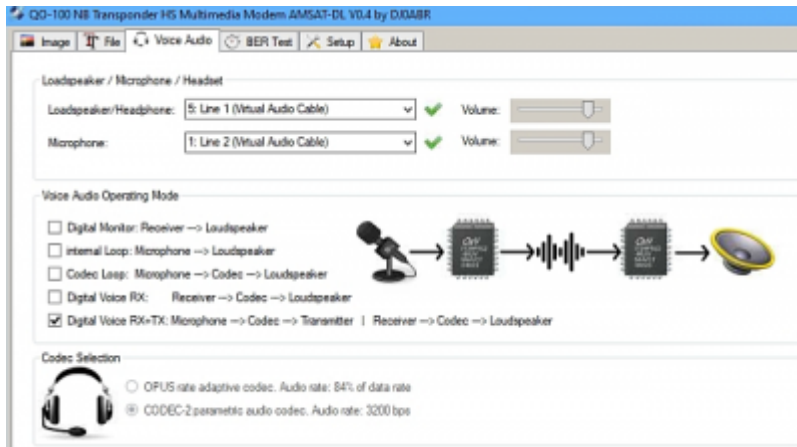 QO-100 NB Transponder HS Multimedia Modem AMSAT-DL V0.4 by DJ0ABR
Image File Voice Audio BER Test Setup About
Loadspeaker / Microphone / Headset
Loadspeaker/Headphone: 5: Line 1 (Virtual Audio Cable) Volume:
Microphone: 1: Line 2 (Virtual Audio Cable) Volume:
Voice Audio Operating Mode
Digital Monitor: Receiver --> Loudspeaker
internal Loop: Microphone --> Loudspeaker
Codec Loop: Microphone --> Codec --> Loudspeaker
Digital Voice RX: Receiver --> Codec --> Loudspeaker
Digital Voice RX+TX: Microphone --> Codec --> Transmitter | Receiver --> Codec --> Loudspeaker
Codec Selection
OPUS rate adaptive codec. Audio rate: 84% of data rate
CODEC-2 parametric audio codec. Audio rate: 3200 bps